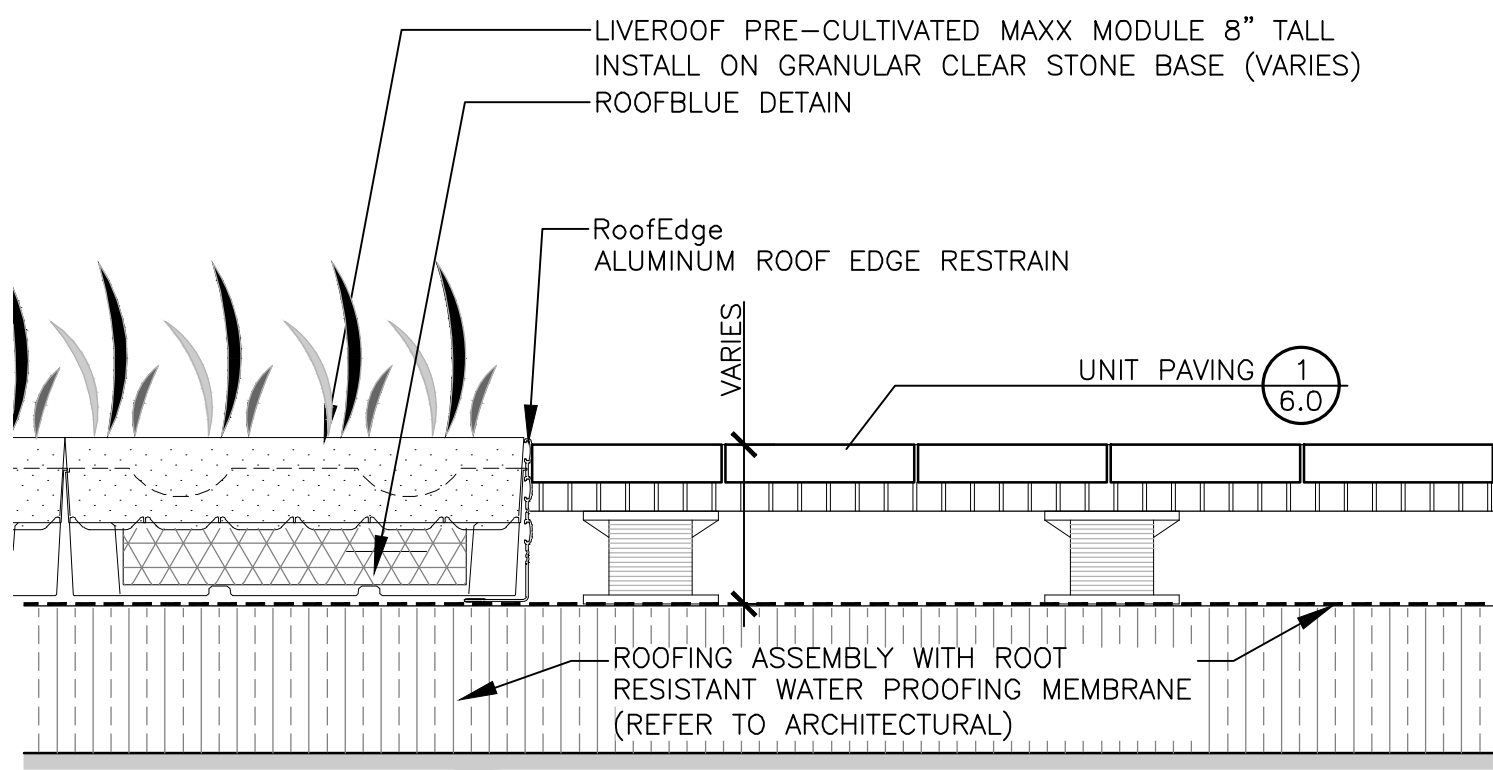 LIVEROOF PRE-CULTIVATED MAXX MODULE 8" TALL
INSTALL ON GRANULAR CLEAR STONE BASE (VARIES)
ROOFBLUE DETAIN
RoofEdge
ALUMINUM ROOF EDGE RESTRAIN
VARIES
UNIT PAVING
1
6.0
ROOFING ASSEMBLY WITH ROOT
RESISTANT WATER PROOFING MEMBRANE
(REFER TO ARCHITECTURAL)